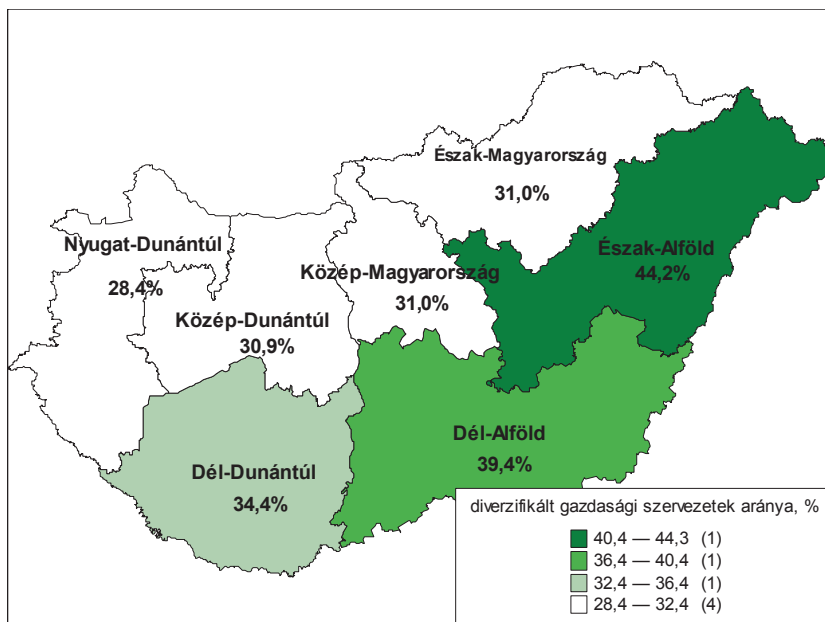 Észak-Magyarország
31,0%
Észak-Alföld
44,2%
Nyugat-Dunántúl
28,4%
Közép-Magyarország
31,0%
Közép-Dunántúl
30,9%
Dél-Alföld
39,4%
Dél-Dunántúl
34,4%
diverzifikált gazdasági szervezetek aránya, %
40,4 — 44,3 (1)
36,4 — 40,4 (1)
32,4 — 36,4 (1)
28,4 — 32,4 (4)